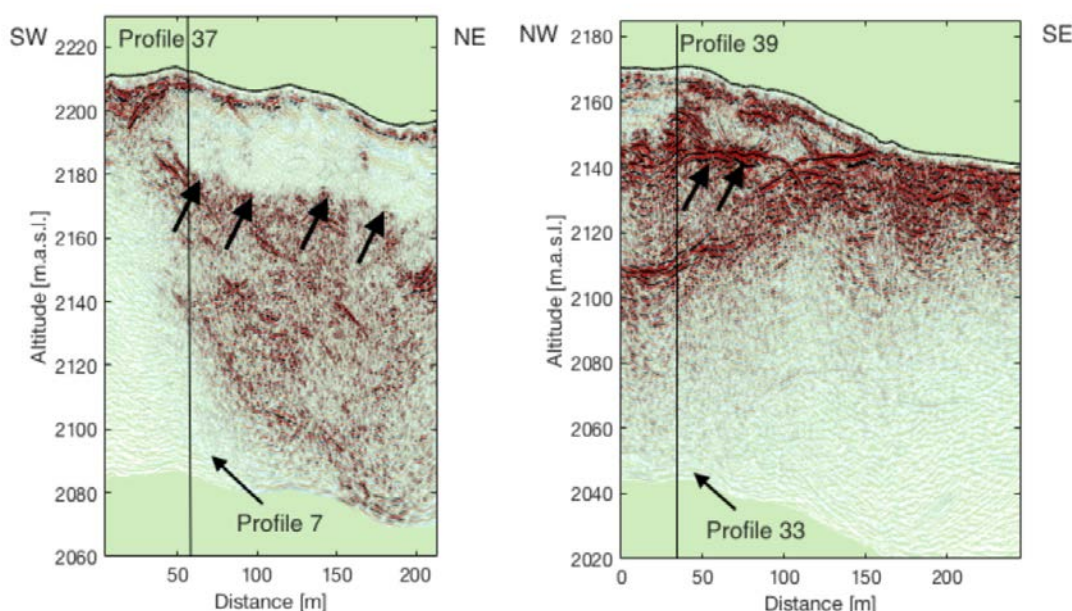 SW
Profile 37
NE
2220
2200
2180
2160
2140
2120
2100
2080
2060
Altitude [m.a.s.l.]
50
100
150
200
Distance [m]
Profile 7
NW
Profile 39
SE
2180
2160
2140
2120
2100
2080
2060
2040
2020
Altitude [m.a.s.l.]
0
50
100
150
200
Distance [m]
Profile 33